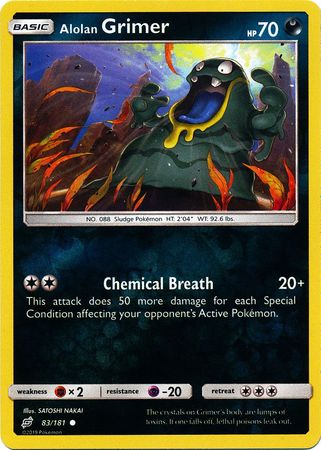 BASIC Alolan Grimer HP 70
NO. 088 Sludge Pokémon HT: 2'04" WT: 92.6 lbs.
Chemical Breath 20+
This attack does 50 more damage for each Special
Condition affecting your opponent's Active Pokémon.
weakness ×2 resistance -20 retreat
Illus. SATOSHI NAKAI
83/181
©2019 Pokémon
The crystals on Grimer's body are lumps of
toxins. If one falls off, lethal poisons leak out.